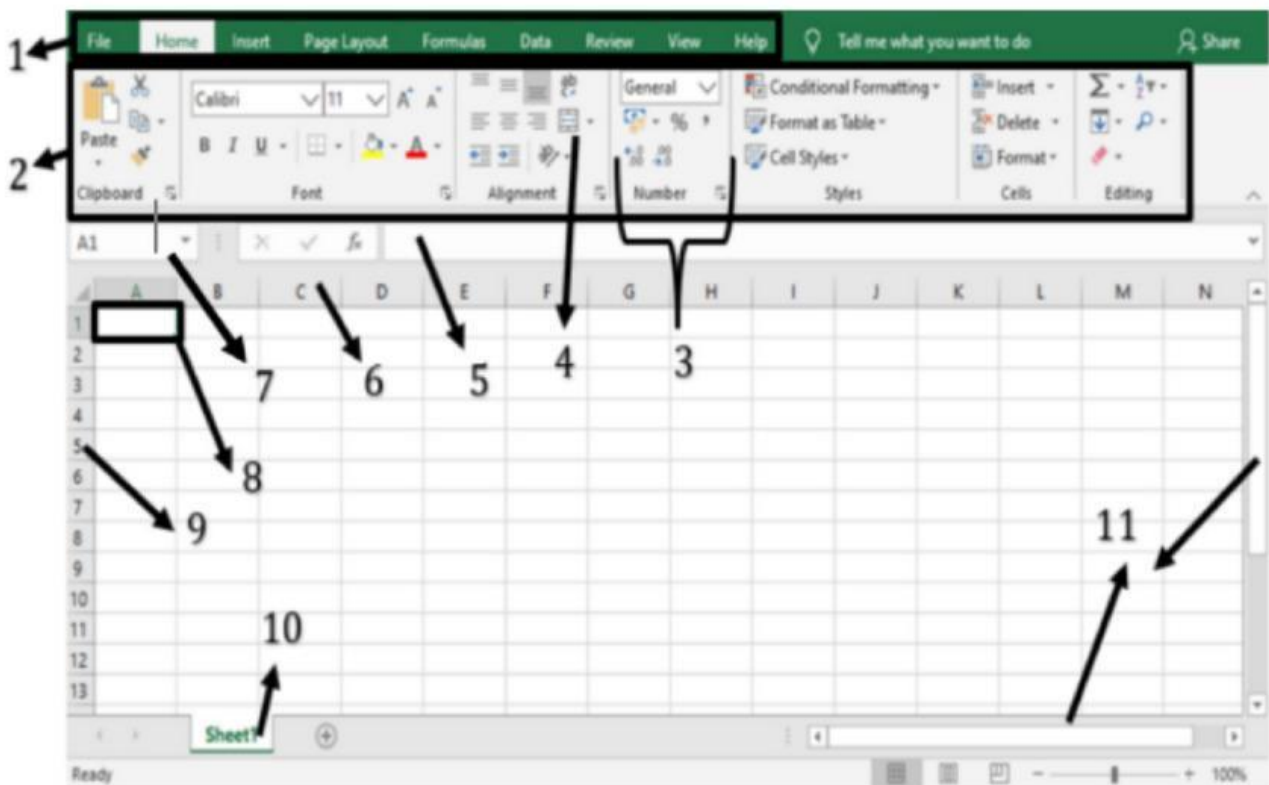 File Home Insert Page Layout Formulas Data Review View Help Tell me what you want to do Share
1
Calibri 11 A A ab General Conditional Formatting Insert Σ A Z
Paste % , Format as Table Delete
B I U A Cell Styles Format
2
Clipboard Font Alignment Number Styles Cells Editing
A1 fx
A B C D E F G H I J K L M N
1
2
4 3
3 7 6 5
4
5
6 8
7
8 9 11
9
10
11 10
12
13
Sheet1
Ready 100%